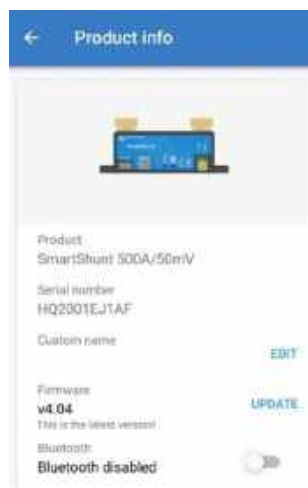 Product info
Product
SmartShunt 500A/50mV
Serial number
HQ2001EJ1AF
Custom name
EDIT
Firmware
v4.04
UPDATE
This is the latest version!
Bluetooth
Bluetooth disabled